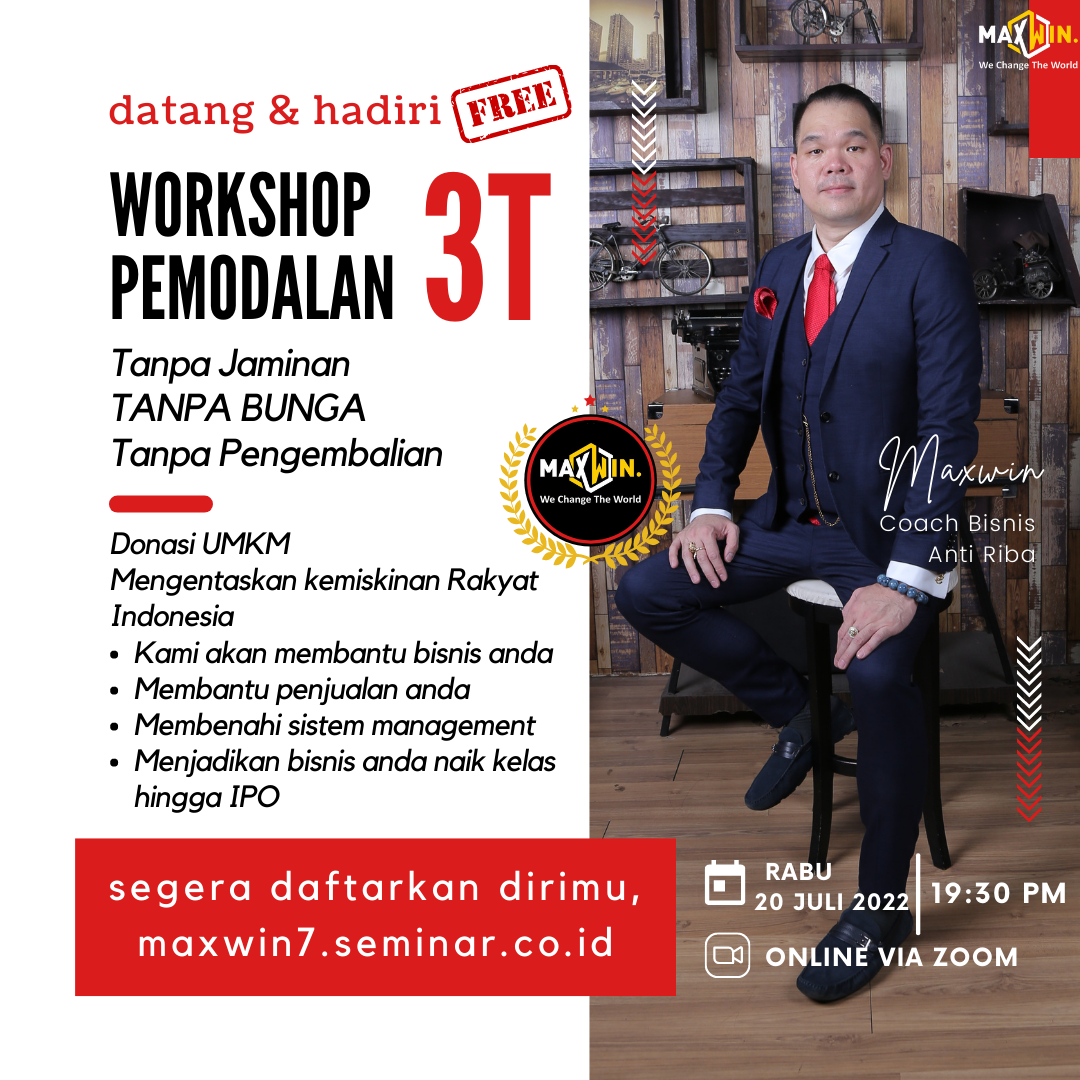 MAXWIN.
We Change The World
datang & hadiri FREE
WORKSHOP
PEMODALAN
3T
Tanpa Jaminan
TANPA BUNGA
Tanpa Pengembalian
MAXWIN.
We Change The World
Maxwin
Coach Bisnis
Anti Riba
Donasi UMKM
Mengentaskan kemiskinan Rakyat
Indonesia
• Kami akan membantu bisnis anda
• Membantu penjualan anda
• Membenahi sistem management
• Menjadikan bisnis anda naik kelas
hingga IPO
segera daftarkan dirimu,
maxwin7.seminar.co.id
RABU
20 JULI 2022
19:30 PM
ONLINE VIA ZOOM